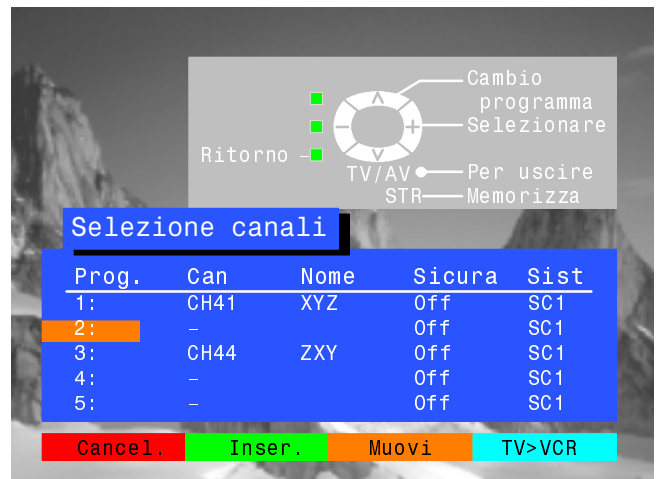 Cambio
programma
Selezionare
Ritorno
TV/AV Per uscire
STR Memorizza
Selezione canali
Prog. Can Nome Sicura Sist
1: CH41 XYZ Off SC1
2: – Off SC1
3: CH44 ZXY Off SC1
4: – Off SC1
5: – Off SC1
Cancel. Inser. Muovi TV>VCR